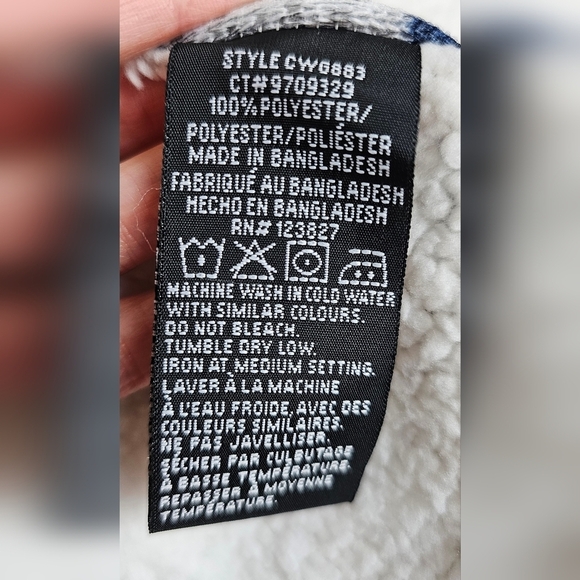 STYLE CWG883
CT#9709329
100% POLYESTER/
POLYESTER/POLIÉSTER
MADE IN BANGLADESH
FABRIQUÉ AU BANGLADESH
HECHO EN BANGLADESH
RN# 123827
MACHINE WASH IN COLD WATER
WITH SIMILAR COLOURS.
DO NOT BLEACH.
TUMBLE DRY LOW.
IRON AT MEDIUM SETTING.
LAVER À LA MACHINE
À L'EAU FROIDE, AVEC DES
COULEURS SIMILAIRES.
NE PAS JAVELLISER.
SÉCHER PAR CULBUTAGE
À BASSE TEMPÉRATURE.
REPASSER À MOYENNE
TEMPÉRATURE.